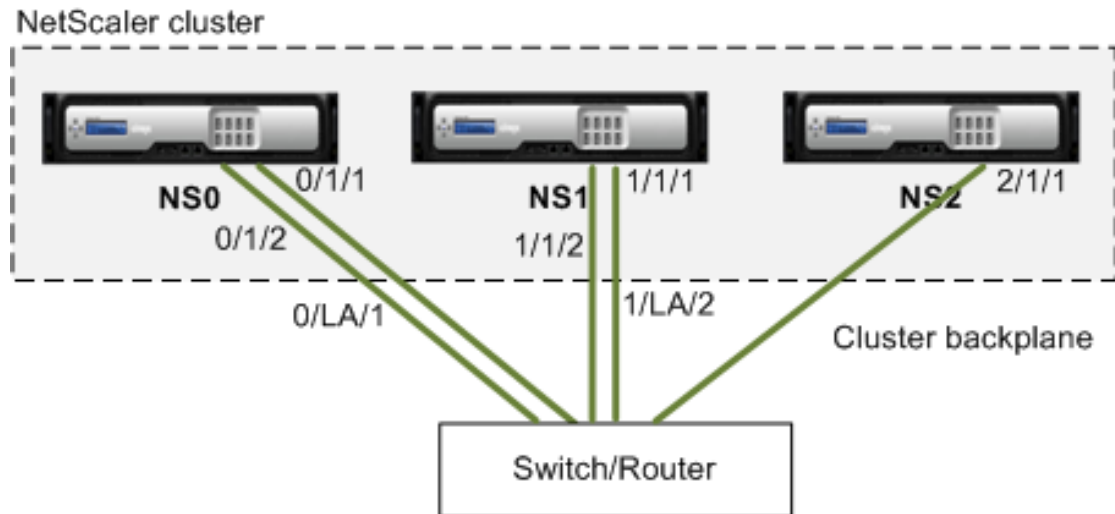 NetScaler cluster
0/1/1
1/1/1
2/1/1
NS0
NS1
NS2
0/1/2
1/1/2
0/LA/1
1/LA/2
Cluster backplane
Switch/Router